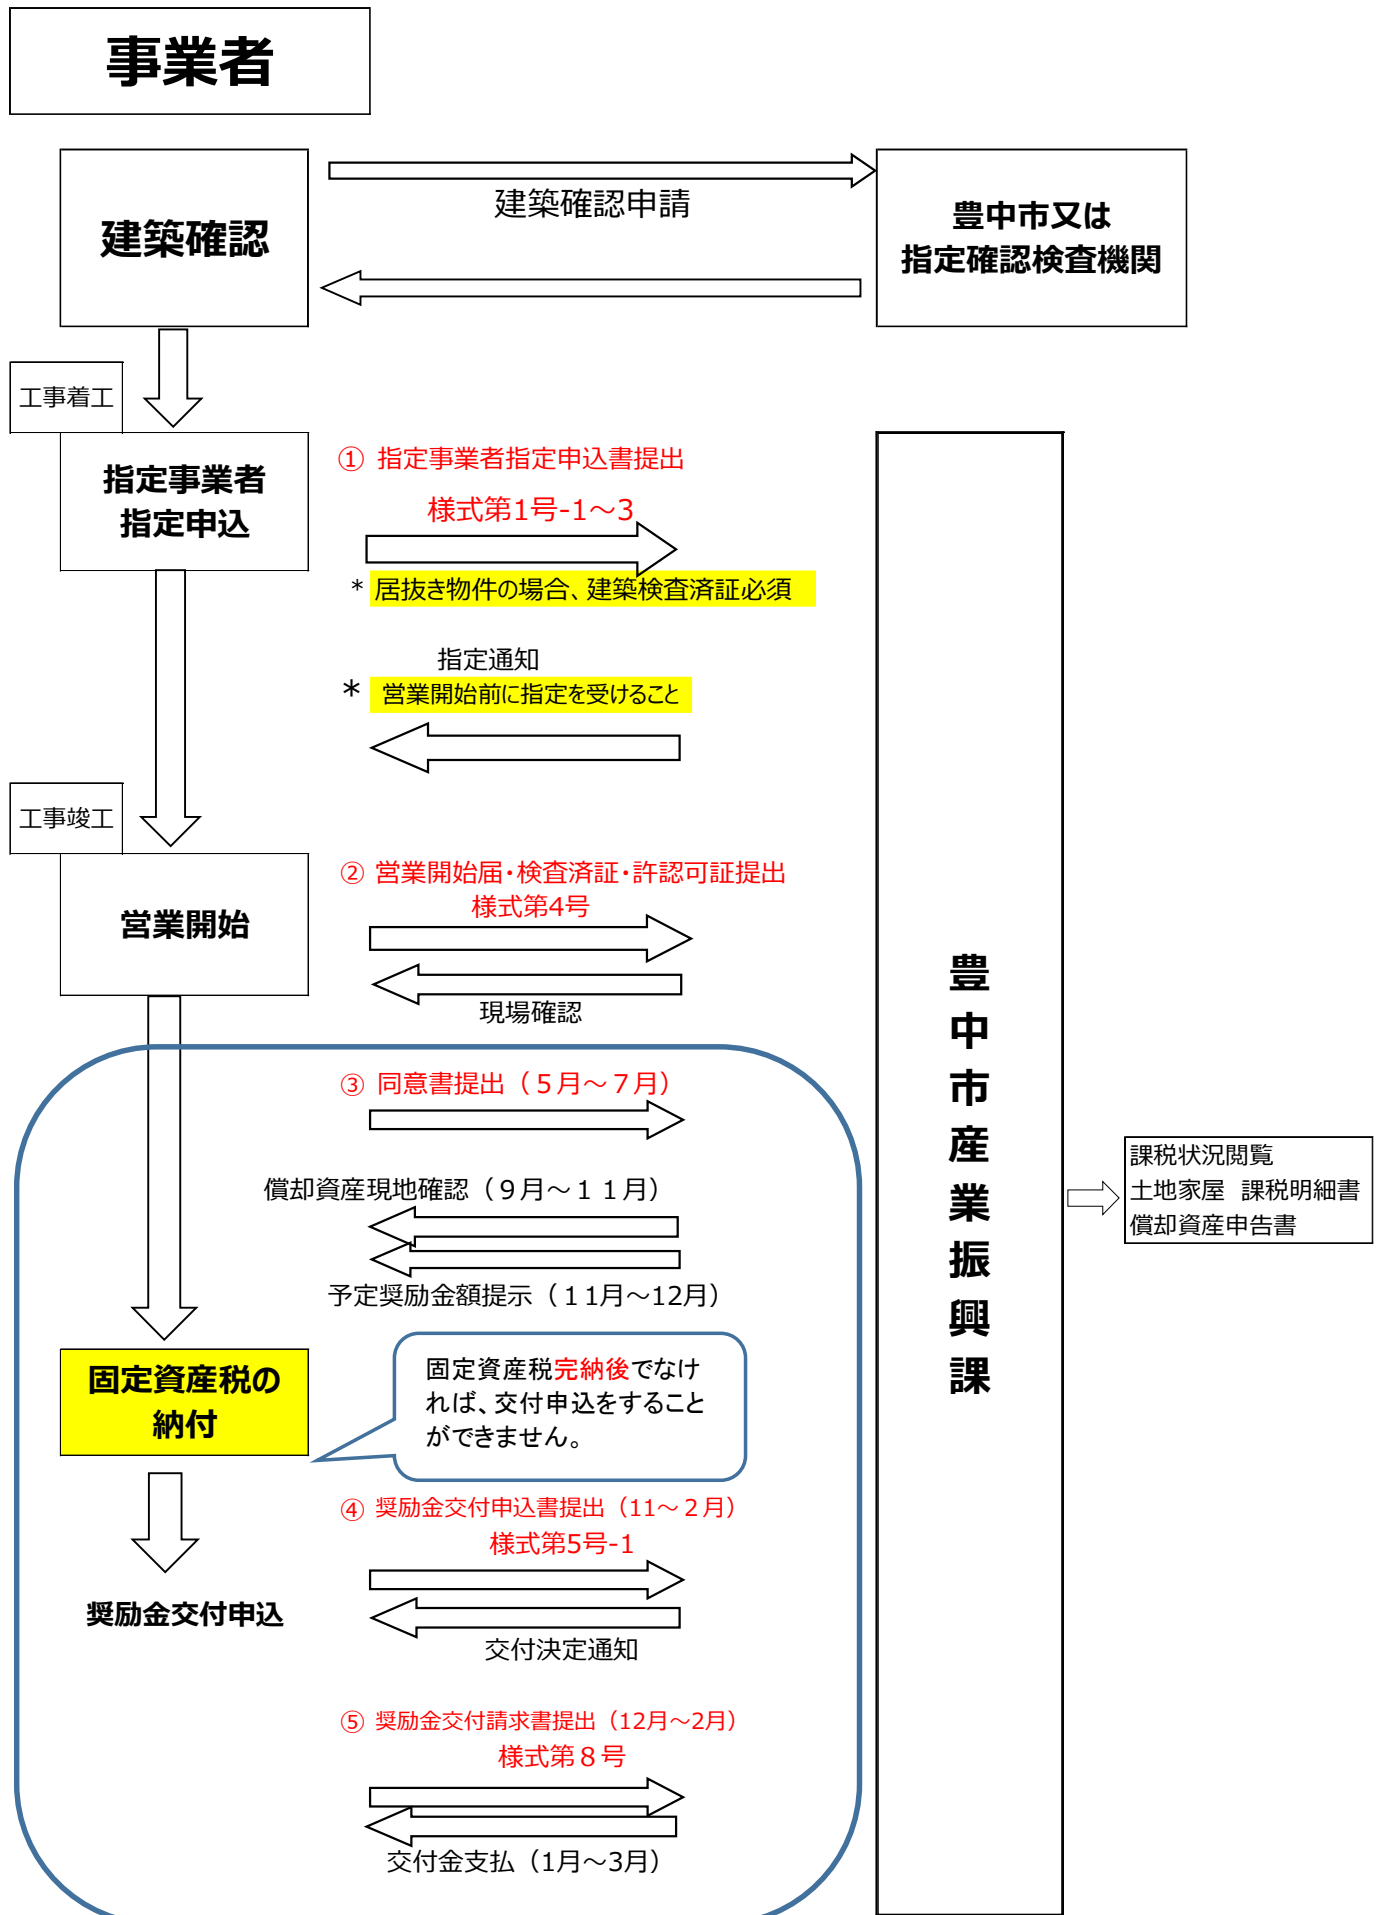 事業者
建築確認
建築確認申請
豊中市又は
指定確認検査機関
工事着工
指定事業者
指定申込
① 指定事業者指定申込書提出
様式第1号-1～3
* 居抜き物件の場合、建築検査済証必須
指定通知
* 営業開始前に指定を受けること
工事竣工
営業開始
② 営業開始届・検査済証・許認可証提出
様式第4号
現場確認
豊中市産業振興課
③ 同意書提出（５月～７月）
償却資産現地確認（９月～１１月）
予定奨励金額提示（１1月～12月）
課税状況閲覧
土地家屋　課税明細書
償却資産申告書
固定資産税の
納付
固定資産税完納後でなけ
れば、交付申込をすること
ができません。
④ 奨励金交付申込書提出（11～２月）
様式第5号-1
奨励金交付申込
交付決定通知
⑤ 奨励金交付請求書提出（12月～2月）
様式第８号
交付金支払（1月～3月）